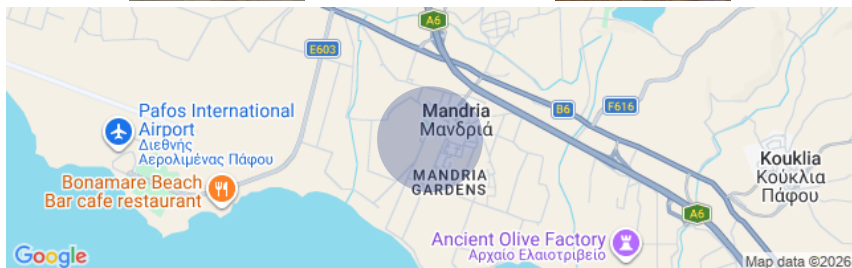 A6
E603
Pafos International
Airport
Διεθνής
Αερολιμένας Πάφου
Mandria
Μανδριά
B6
F616
Kouklia
Κούκλια
Πάφου
MANDRIA
GARDENS
Bonamare Beach
Bar cafe restaurant
A6
Ancient Olive Factory
Αρχαίο Ελαιοτριβείο
Google
Map data ©2026